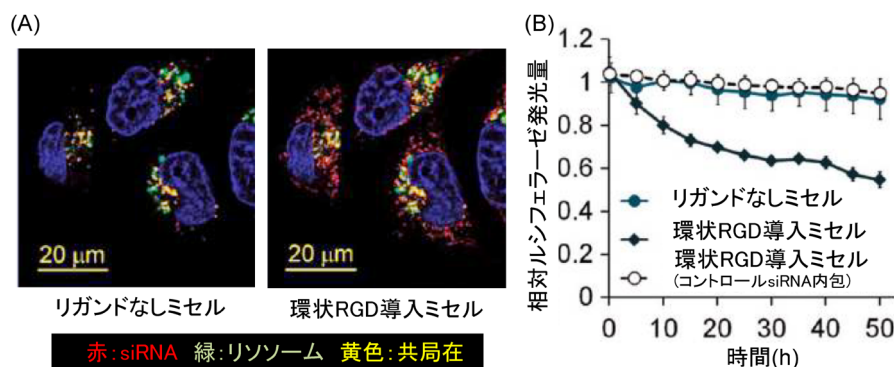 (A)
20 μm
20 μm
リガンドなしミセル
環状RGD導入ミセル
赤:siRNA 緑:リソソーム 黄色:共局在
(B)
相対ルシフェラーゼ発光量
1.2
1
0.8
0.6
0.4
0.2
0
リガンドなしミセル
環状RGD導入ミセル
環状RGD導入ミセル
(コントロールsiRNA内包)
0 10 20 30 40 50
時間(h)